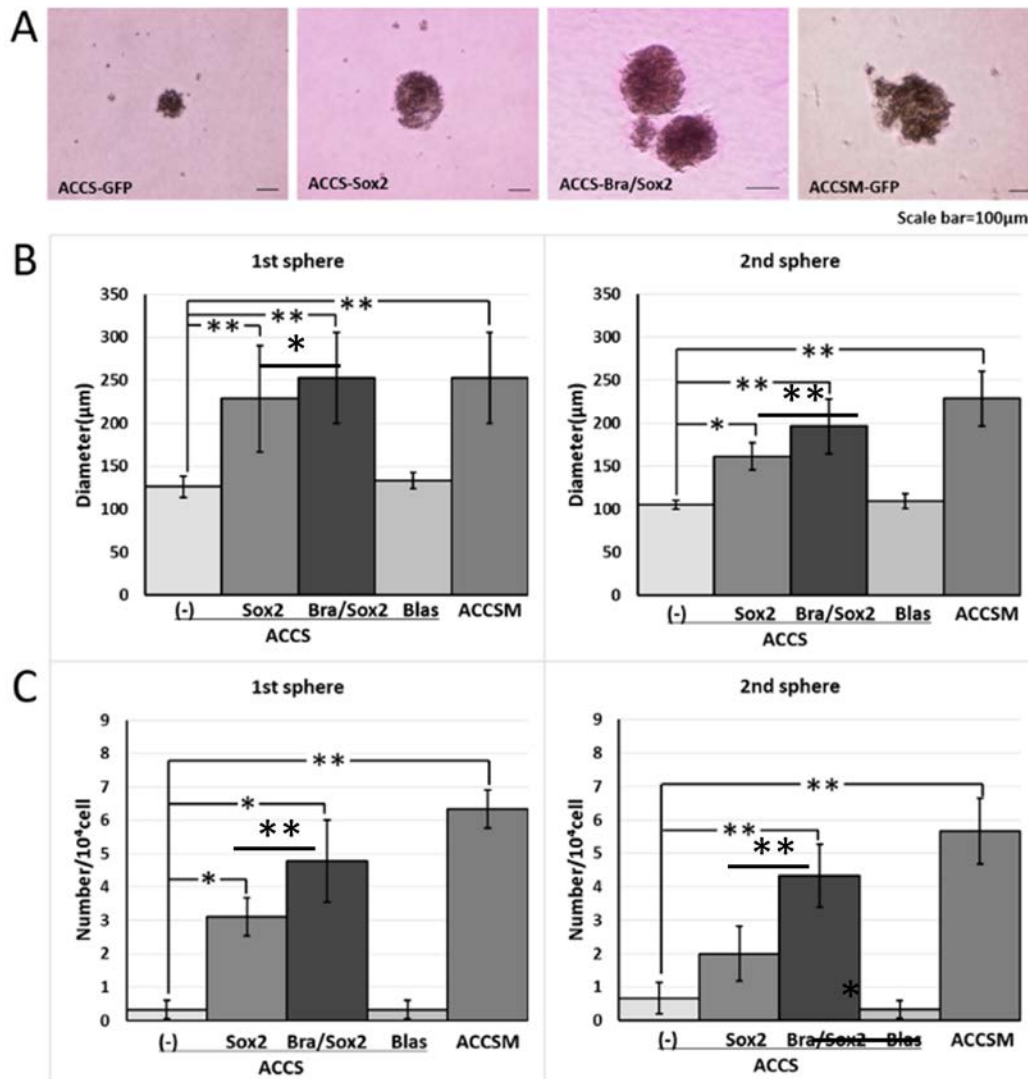 A
ACCS-GFP
ACCS-Sox2
ACCS-Bra/Sox2
ACCSM-GFP
Scale bar=100μm
B
1st sphere
Diameter(μm)
350
300
250
200
150
100
50
0
**
**
**
*
(-) Sox2 Bra/Sox2 Blas ACCSM
ACCS
2nd sphere
Diameter(μm)
350
300
250
200
150
100
50
0
**
**
**
*
(-) Sox2 Bra/Sox2 Blas ACCSM
ACCS
C
1st sphere
Number/10⁴cell
9
8
7
6
5
4
3
2
1
0
**
*
**
*
(-) Sox2 Bra/Sox2 Blas ACCSM
ACCS
2nd sphere
Number/10⁴cell
9
8
7
6
5
4
3
2
1
0
**
**
**
*
(-) Sox2 Bra/Sox2 Blas ACCSM
ACCS